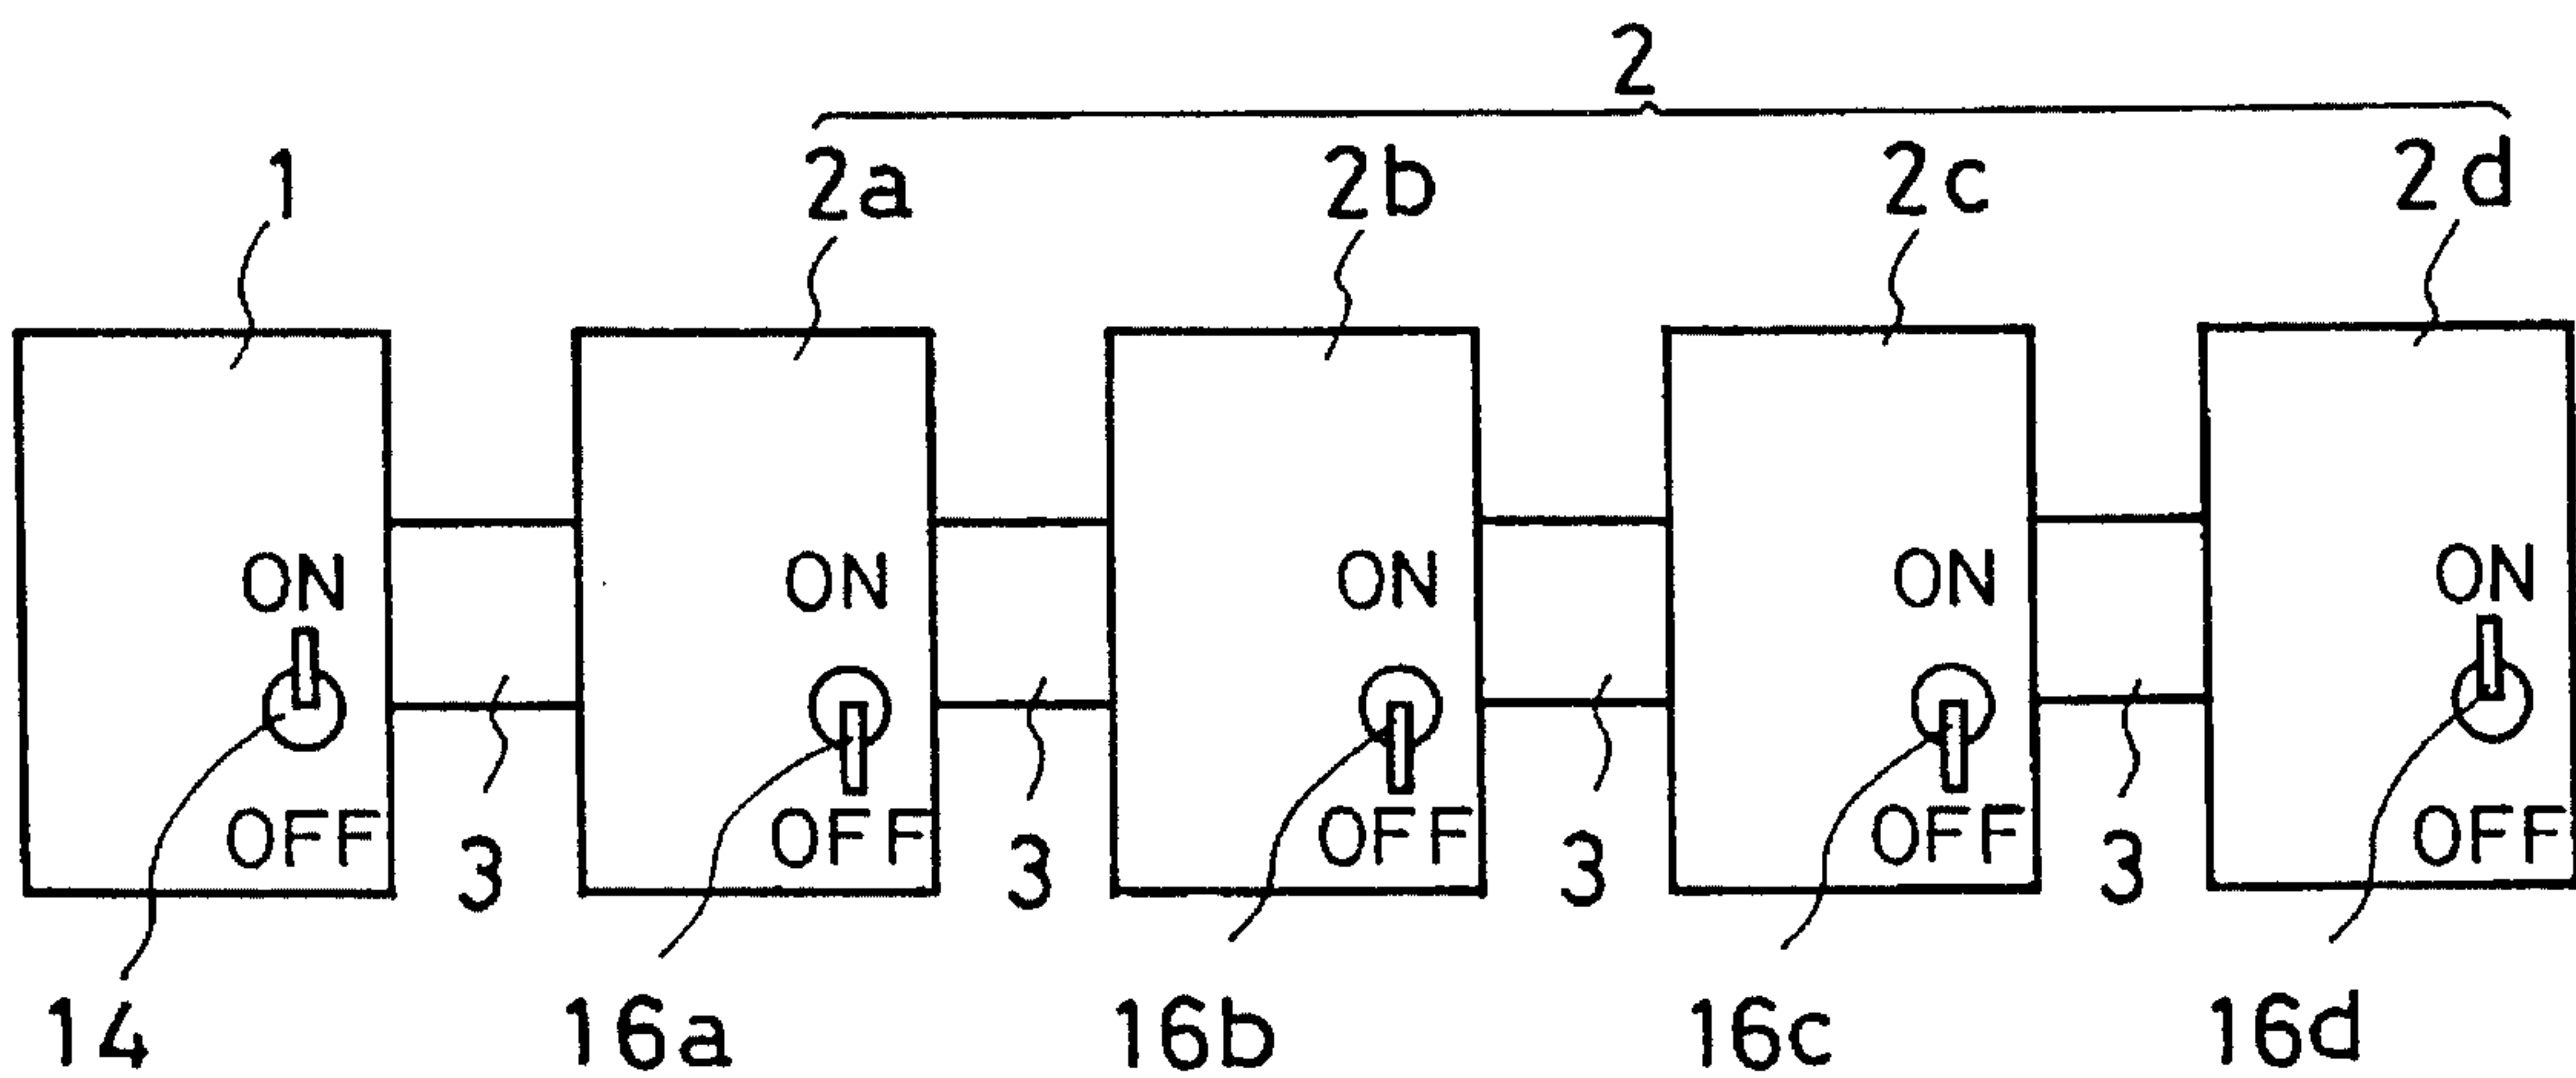 2
1 2a 2b 2c 2d
ON ON ON ON ON
OFF OFF OFF OFF OFF
3 3 3 3
14 16a 16b 16c 16d